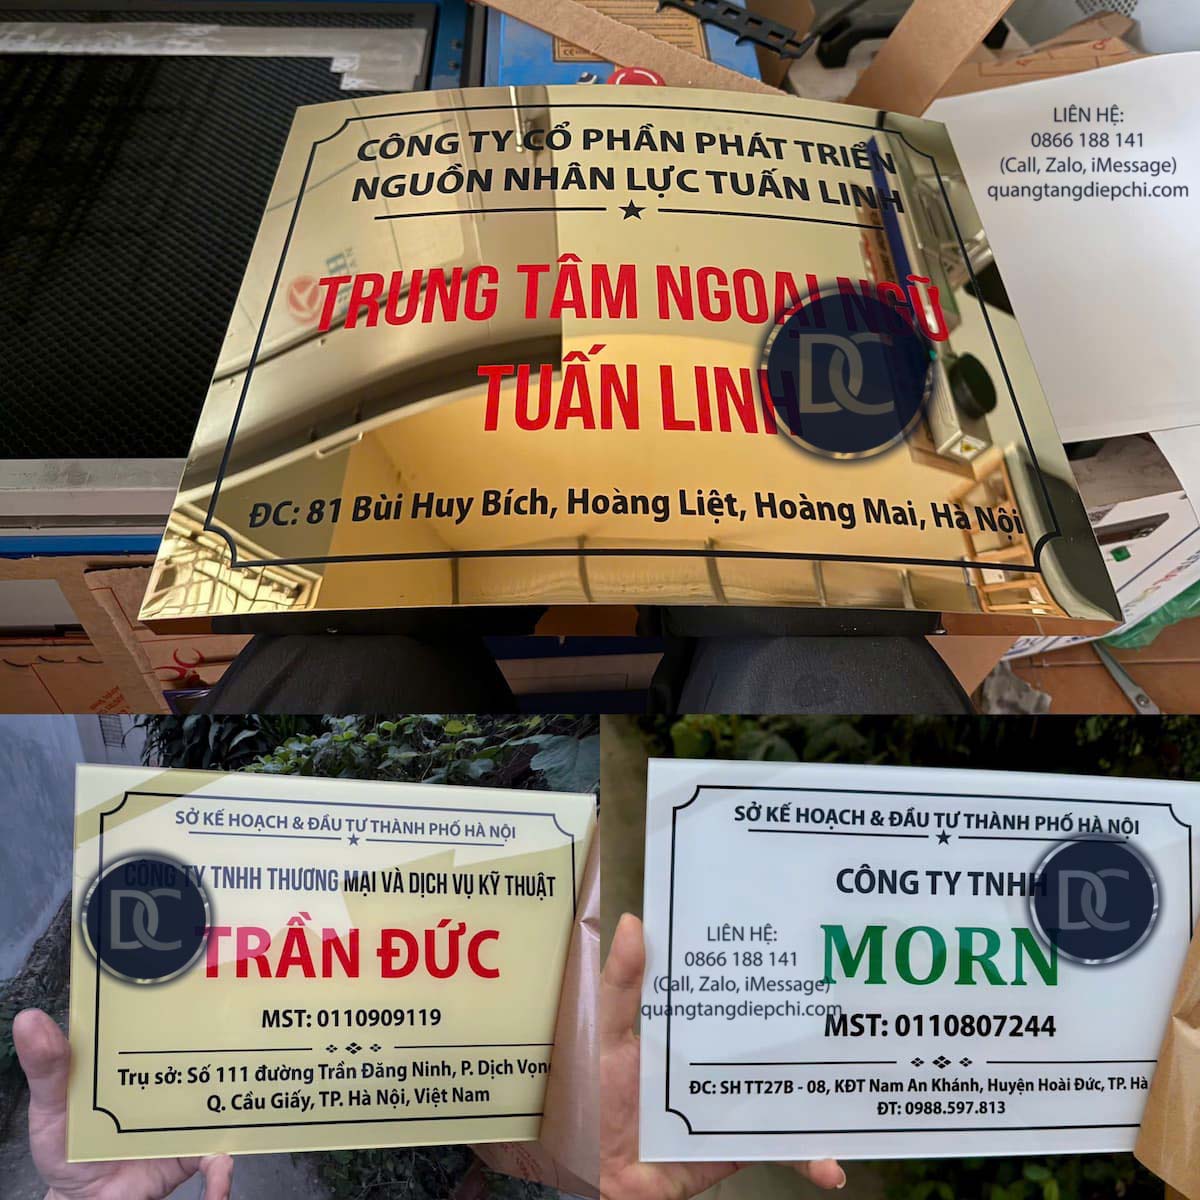 LIÊN HỆ:
0866 188 141
(Call, Zalo, iMessage)
quangtangdiepchi.com
CÔNG TY CỔ PHẦN PHÁT TRIỂN
NGUỒN NHÂN LỰC TUẤN LINH
TRUNG TÂM NGOẠI NGỮ
TUẤN LINH
DC
ĐC: 81 Bùi Huy Bích, Hoàng Liệt, Hoàng Mai, Hà Nội
SỞ KẾ HOẠCH & ĐẦU TƯ THÀNH PHỐ HÀ NỘI
CÔNG TY TNHH THƯƠNG MẠI VÀ DỊCH VỤ KỸ THUẬT
DC
TRẦN ĐỨC
MST: 0110909119
Trụ sở: Số 111 đường Trần Đăng Ninh, P. Dịch Vọng
Q. Cầu Giấy, TP. Hà Nội, Việt Nam
SỞ KẾ HOẠCH & ĐẦU TƯ THÀNH PHỐ HÀ NỘI
CÔNG TY TNHH
DC
MORN
LIÊN HỆ:
0866 188 141
(Call, Zalo, iMessage)
quangtangdiepchi.com
MST: 0110807244
ĐC: SH TT27B - 08, KĐT Nam An Khánh, Huyện Hoài Đức, TP. Hà
ĐT: 0988.597.813